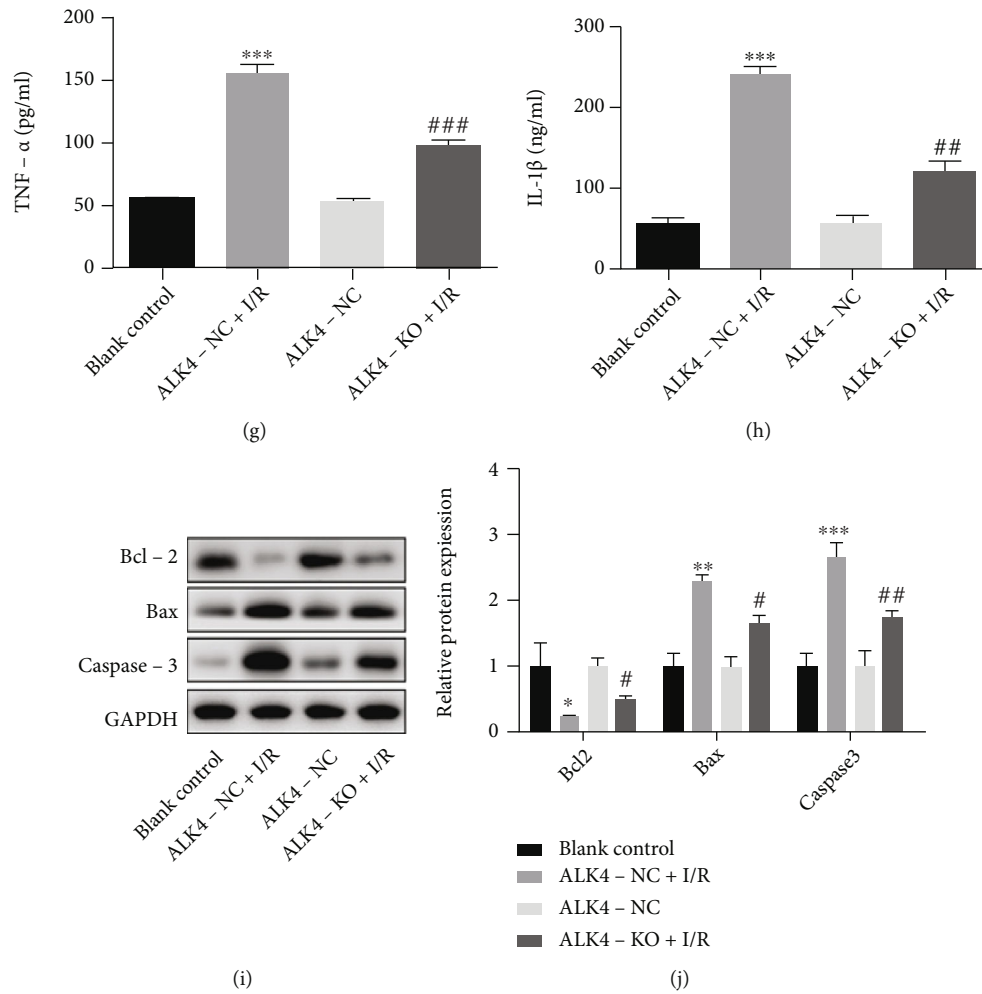 TNF – α (pg/ml)
200
150
100
50
0
***
###
Blank control
ALK4 – NC + I/R
ALK4 – NC
ALK4 – KO + I/R
(g)
IL-1β (ng/ml)
300
200
100
0
***
##
Blank control
ALK4 – NC + I/R
ALK4 – NC
ALK4 – KO + I/R
(h)
Bcl – 2
Bax
Caspase – 3
GAPDH
Blank control
ALK4 – NC + I/R
ALK4 – NC
ALK4 – KO + I/R
(i)
Relative protein expiession
4
3
2
1
0
*
#
**
#
***
##
Bcl2
Bax
Caspase3
Blank control
ALK4 – NC + I/R
ALK4 – NC
ALK4 – KO + I/R
(j)